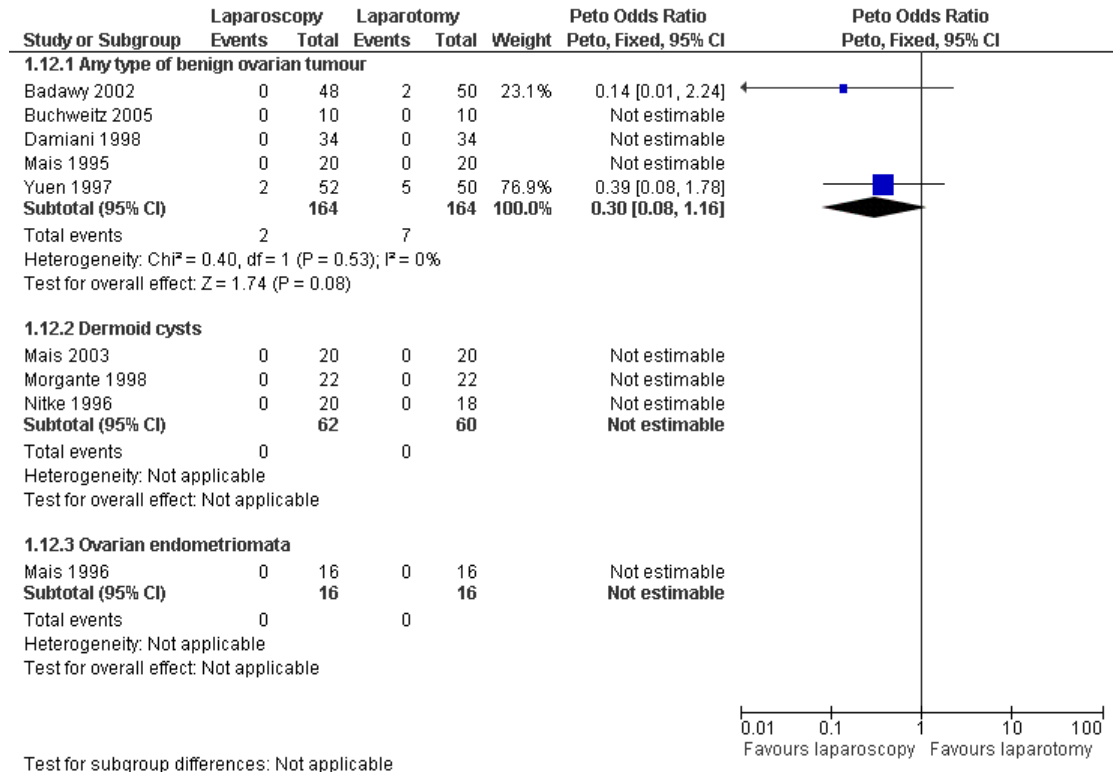 Laparoscopy Laparotomy Peto Odds Ratio Peto Odds Ratio
Study or Subgroup Events Total Events Total Weight Peto, Fixed, 95% CI Peto, Fixed, 95% CI
1.12.1 Any type of benign ovarian tumour
Badawy 2002 0 48 2 50 23.1% 0.14 [0.01, 2.24]
Buchweitz 2005 0 10 0 10 Not estimable
Damiani 1998 0 34 0 34 Not estimable
Mais 1995 0 20 0 20 Not estimable
Yuen 1997 2 52 5 50 76.9% 0.39 [0.08, 1.78]
Subtotal (95% CI) 164 164 100.0% 0.30 [0.08, 1.16]
Total events 2 7
Heterogeneity: Chi² = 0.40, df = 1 (P = 0.53); I² = 0%
Test for overall effect: Z = 1.74 (P = 0.08)
1.12.2 Dermoid cysts
Mais 2003 0 20 0 20 Not estimable
Morgante 1998 0 22 0 22 Not estimable
Nitke 1996 0 20 0 18 Not estimable
Subtotal (95% CI) 62 60 Not estimable
Total events 0 0
Heterogeneity: Not applicable
Test for overall effect: Not applicable
1.12.3 Ovarian endometriomata
Mais 1996 0 16 0 16 Not estimable
Subtotal (95% CI) 16 16 Not estimable
Total events 0 0
Heterogeneity: Not applicable
Test for overall effect: Not applicable
0.01 0.1 1 10 100
Favours laparoscopy Favours laparotomy
Test for subgroup differences: Not applicable